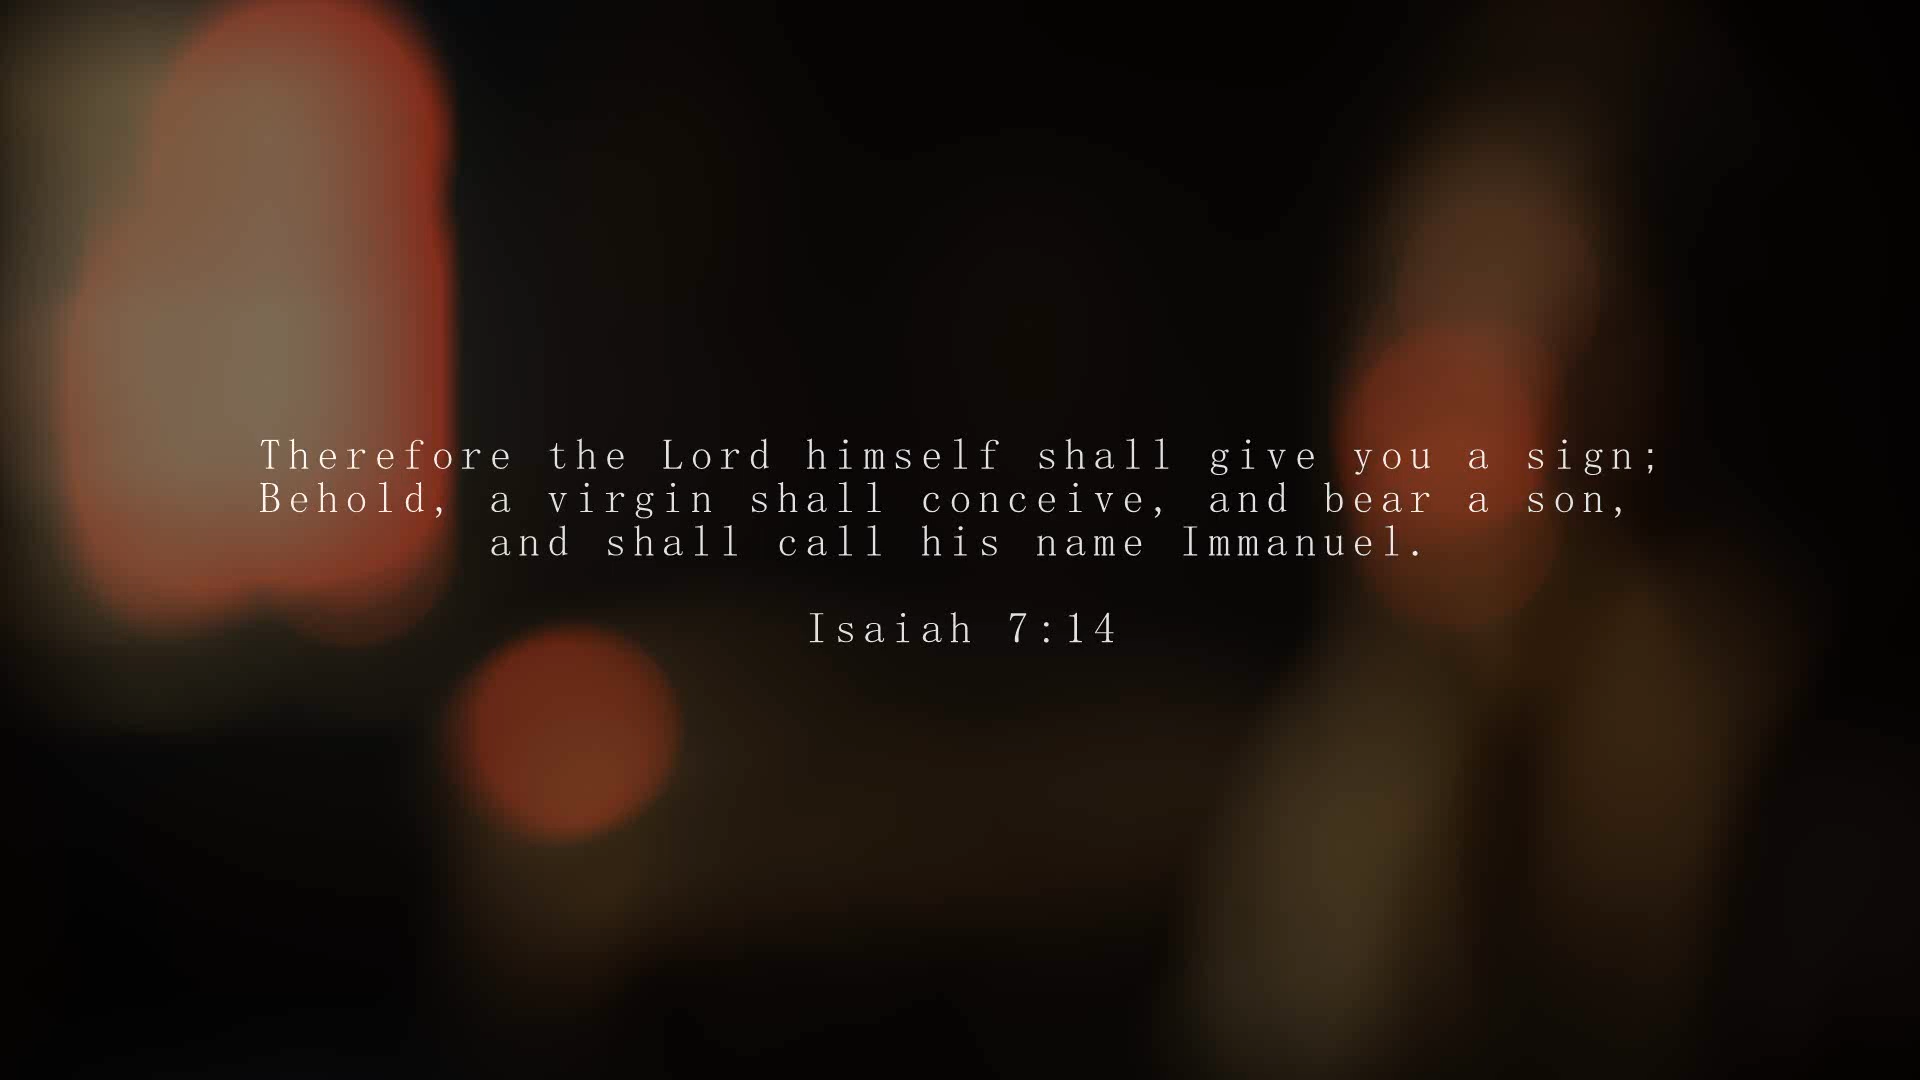 Therefore the Lord himself shall give you a sign;
Behold, a virgin shall conceive, and bear a son,
and shall call his name Immanuel.
Isaiah 7:14